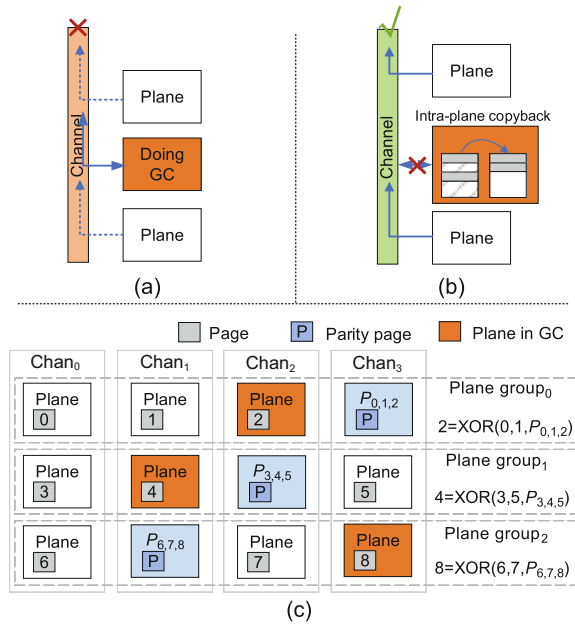 Channel
Plane
Doing
GC
Plane
(a)
Channel
Plane
Intra-plane copyback
Plane
(b)
Page
P
Parity page
Plane in GC
Chan0
Chan1
Chan2
Chan3
Plane
0
Plane
1
Plane
2
P0,1,2
P
Plane group0
2=XOR(0,1,P0,1,2)
Plane
3
Plane
4
P3,4,5
P
Plane
5
Plane group1
4=XOR(3,5,P3,4,5)
Plane
6
P6,7,8
P
Plane
7
Plane
8
Plane group2
8=XOR(6,7,P6,7,8)
(c)